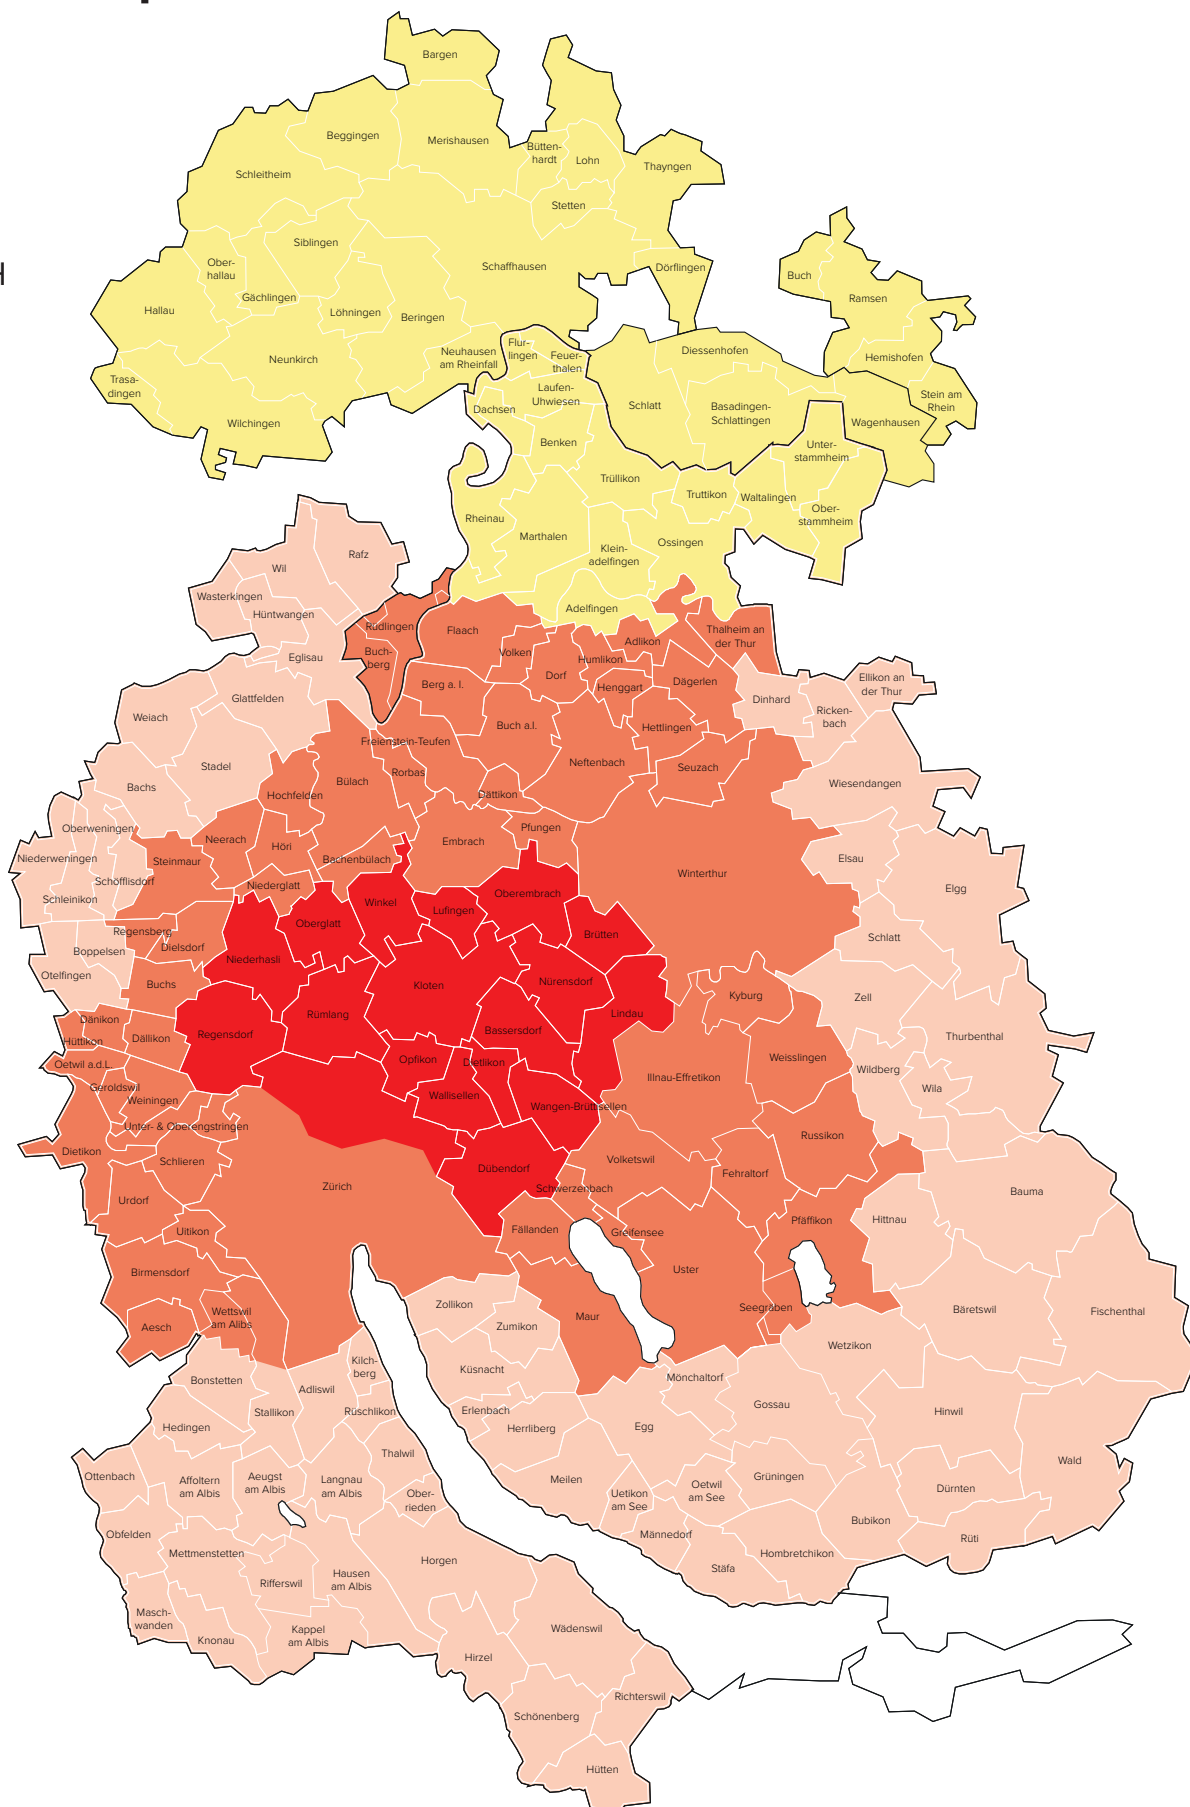 Bargen
Beggingen
Merishausen
Bütten-
hardt
Lohn
Thayngen
Schleitheim
Stetten
Siblingen
Ober-
hallau
Schaffhausen
Dörflingen
Buch
Gächlingen
Ramsen
Hallau
Löhningen
Beringen
Neunkirch
Neuhausen
am Rheinfall
Flur-
lingen
Feuer-
thalen
Diessenhofen
Hemishofen
Trasa-
dingen
Laufen-
Uhwiesen
Dachsen
Schlatt
Basadingen-
Schlattingen
Stein am
Rhein
Wagenhausen
Wilchingen
Benken
Unter-
stammheim
Trüllikon
Truttikon
Waltalingen
Ober-
stammheim
Rheinau
Marthalen
Ossingen
Klein-
adelfingen
Rafz
Wil
Wasterkingen
Hüntwangen
Adelfingen
Rüdlingen
Flaach
Thalheim an
der Thur
Adlikon
Buch-
berg
Eglisau
Volken
Humlikon
Dorf
Henggart
Dägerlen
Berg a. I.
Ellikon an
der Thur
Glattfelden
Dinhard
Ricken-
bach
Weiach
Buch a.I.
Hettlingen
Freienstein-Teufen
Stadel
Rorbas
Neftenbach
Seuzach
Bachs
Bülach
Wiesendangen
Hochfelden
Dättikon
Oberweningen
Neerach
Höri
Embrach
Pfungen
Niederweningen
Steinmaur
Bachenbülach
Elsau
Schöfflisdorf
Niederglatt
Winterthur
Elgg
Schleinikon
Winkel
Lufingen
Oberembrach
Regensberg
Oberglatt
Brütten
Schlatt
Boppelsen
Dielsdorf
Niederhasli
Otelfingen
Buchs
Kloten
Nürensdorf
Kyburg
Zell
Dänikon
Hüttikon
Dällikon
Regensdorf
Rümlang
Bassersdorf
Lindau
Thurbenthal
Oetwil a.d.L.
Opfikon
Dietlikon
Weisslingen
Wildberg
Geroldswil
Weiningen
Wallisellen
Illnau-Effretikon
Wila
Wangen-Brüttisellen
Unter- & Oberengstringen
Russikon
Dietikon
Schlieren
Dübendorf
Volketswil
Fehraltorf
Zürich
Schwerzenbach
Bauma
Urdorf
Uitikon
Fällanden
Greifensee
Pfäffikon
Hittnau
Birmensdorf
Uster
Wettswil
am Albis
Aesch
Zollikon
Zumikon
Maur
Seegräben
Bäretswil
Fischenthal
Wetzikon
Kilch-
berg
Küsnacht
Mönchaltorf
Bonstetten
Adliswil
Stallikon
Rüschlikon
Erlenbach
Herrliberg
Gossau
Hinwil
Hedingen
Egg
Thalwil
Wald
Ottenbach
Affoltern
am Albis
Aeugst
am Albis
Langnau
am Albis
Ober-
rieden
Meilen
Uetikon
am See
Oetwil
am See
Grüningen
Dürnten
Obfelden
Männedorf
Bubikon
Rüti
Mettmenstetten
Horgen
Stäfa
Hombretchikon
Rifferswil
Hausen
am Albis
Masch-
wanden
Knonau
Kappel
am Albis
Wädenswil
Hirzel
Richterswil
Schönenberg
Hütten